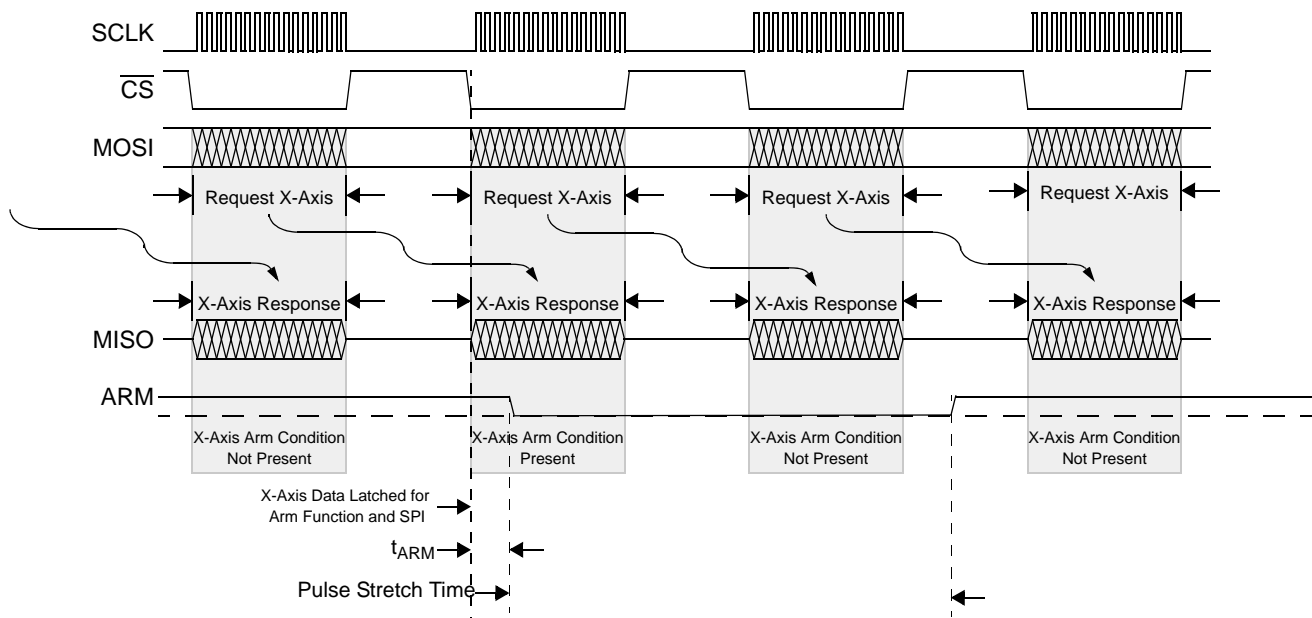 SCLK
CS
MOSI
Request X-Axis
Request X-Axis
Request X-Axis
Request X-Axis
X-Axis Response
X-Axis Response
X-Axis Response
X-Axis Response
MISO
ARM
X-Axis Arm Condition
Not Present
X-Axis Arm Condition
Present
X-Axis Arm Condition
Not Present
X-Axis Arm Condition
Not Present
X-Axis Data Latched for
Arm Function and SPI
tARM
Pulse Stretch Time